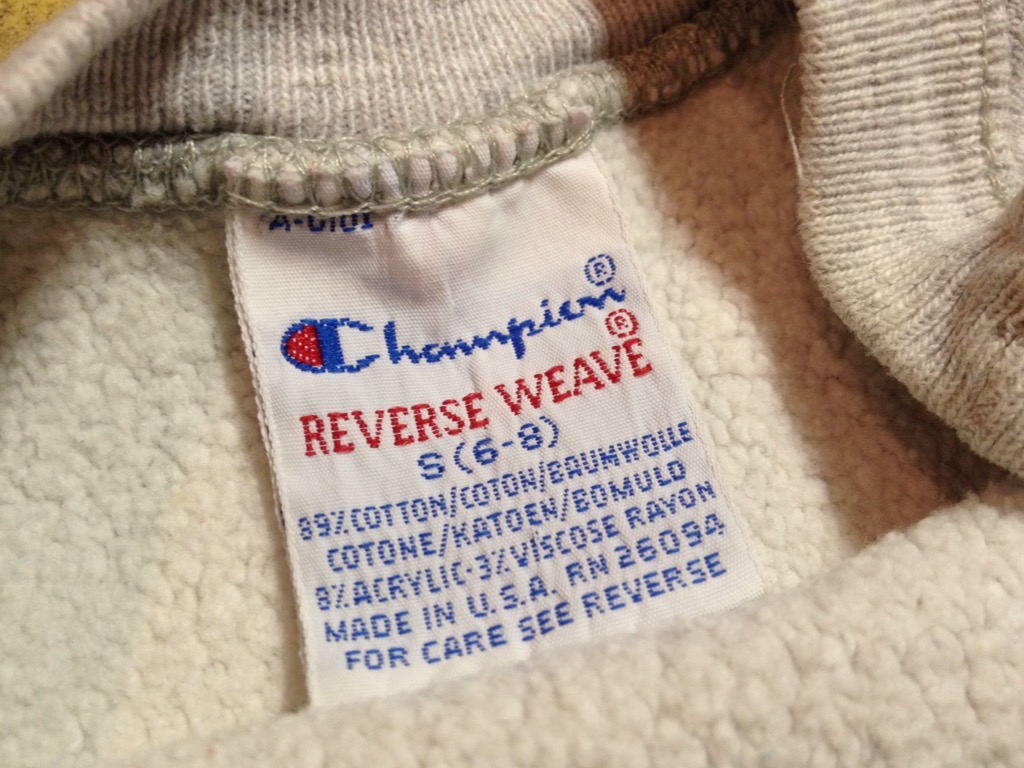 A-0101
Champion®
REVERSE WEAVE®
S(6-8)
89%COTTON/COTON/BAUMWOLLE
COTONE/KATOEN/BOMULD
8%ACRYLIC-3%VISCOSE RAYON
MADE IN U.S.A. RN 26094
FOR CARE SEE REVERSE